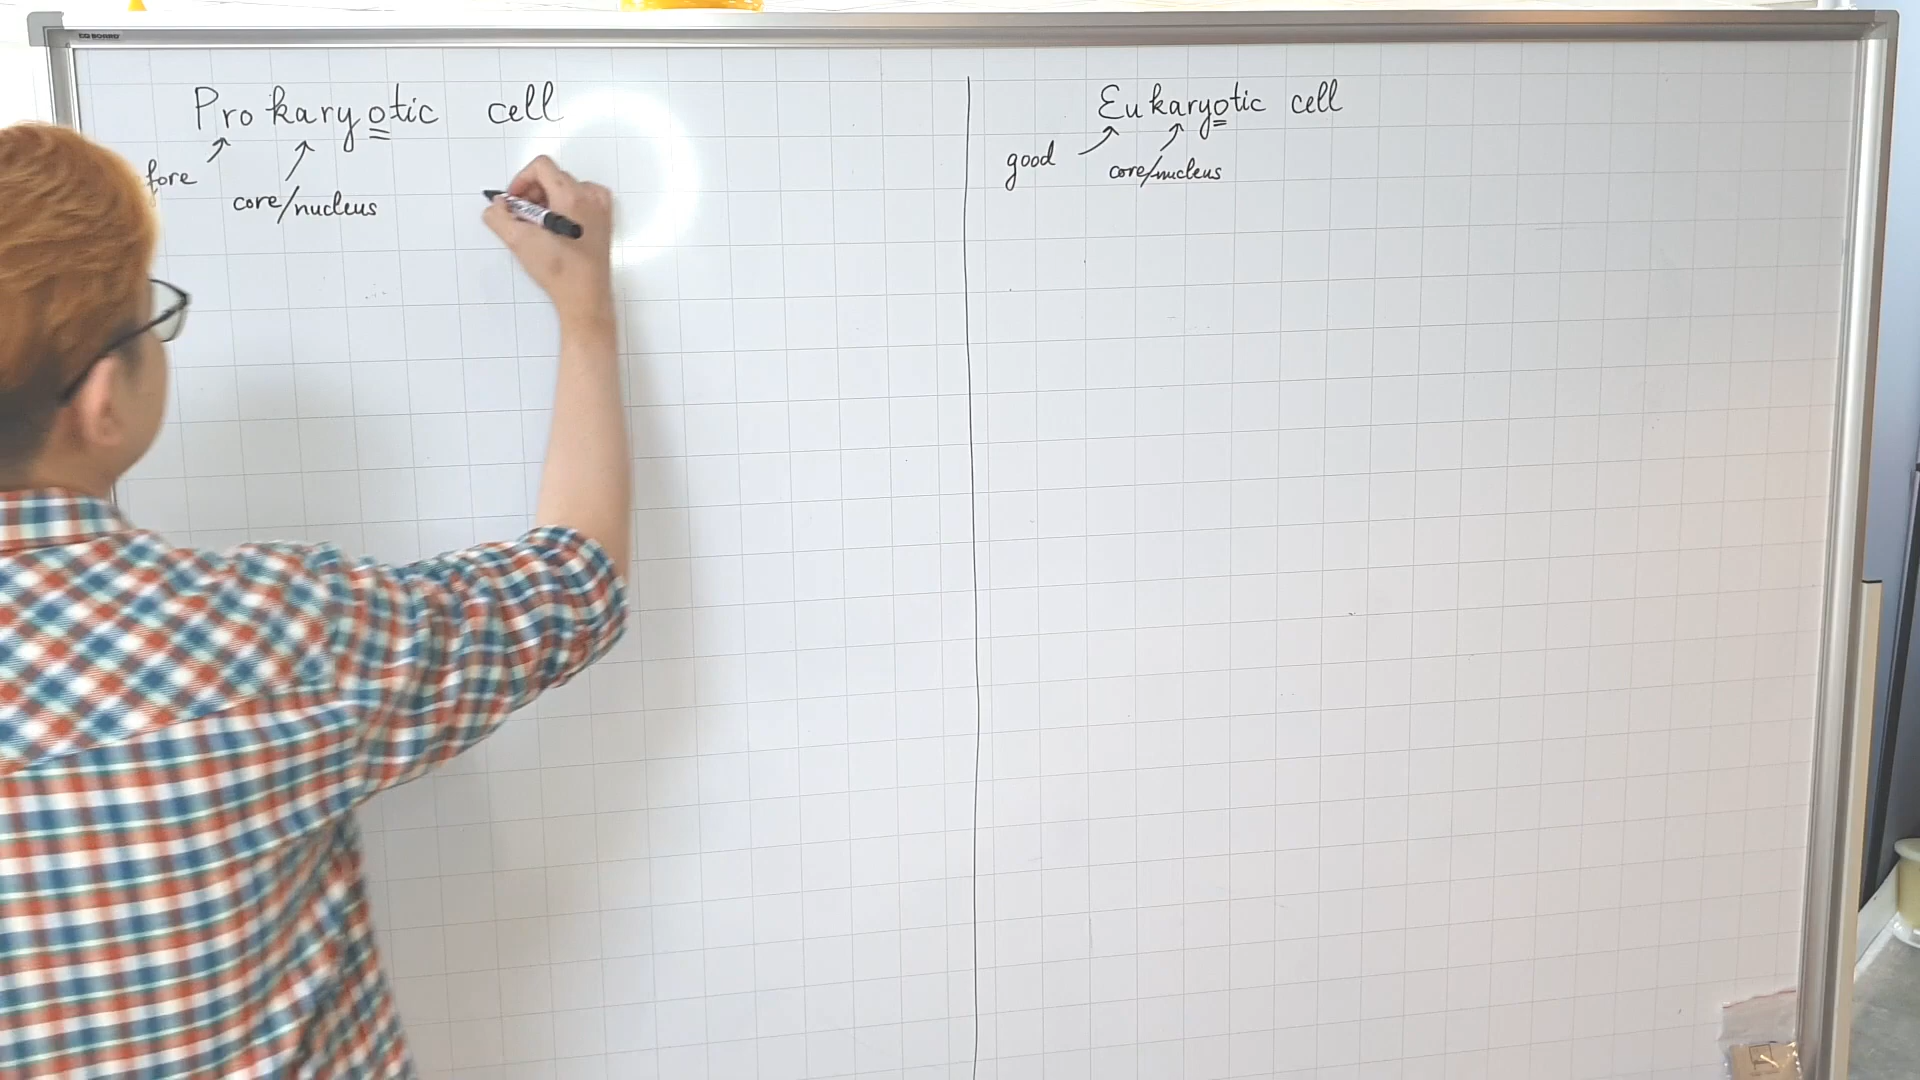 Prokaryotic cell
fore
core/nucleus
Eukaryotic cell
good
core/nucleus